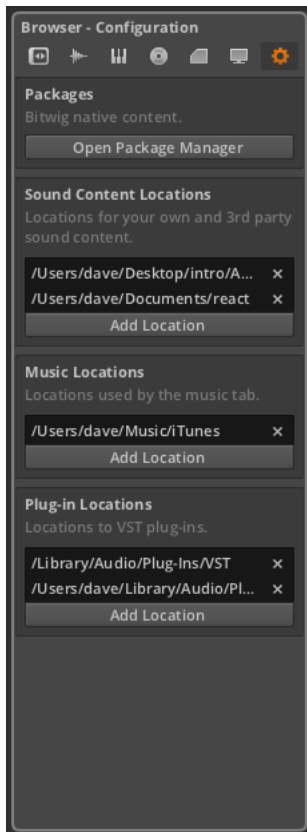 Browser - Configuration
Packages
Bitwig native content.
Open Package Manager
Sound Content Locations
Locations for your own and 3rd party
sound content.
/Users/dave/Desktop/intro/A...
/Users/dave/Documents/react
Add Location
Music Locations
Locations used by the music tab.
/Users/dave/Music/iTunes
Add Location
Plug-in Locations
Locations to VST plug-ins.
/Library/Audio/Plug-Ins/VST
/Users/dave/Library/Audio/Pl...
Add Location